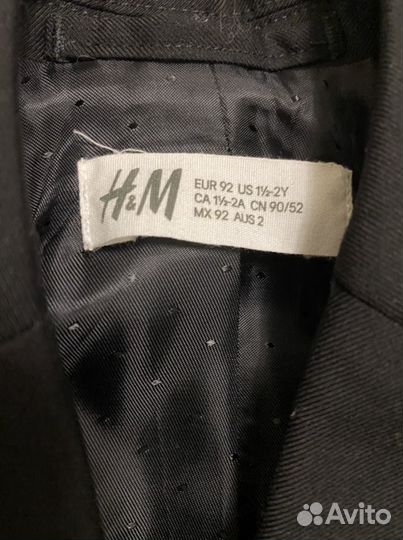 H&M
EUR 92 US 1½-2Y
CA 1½-2A CN 90/52
MX 92 AUS 2
Avito